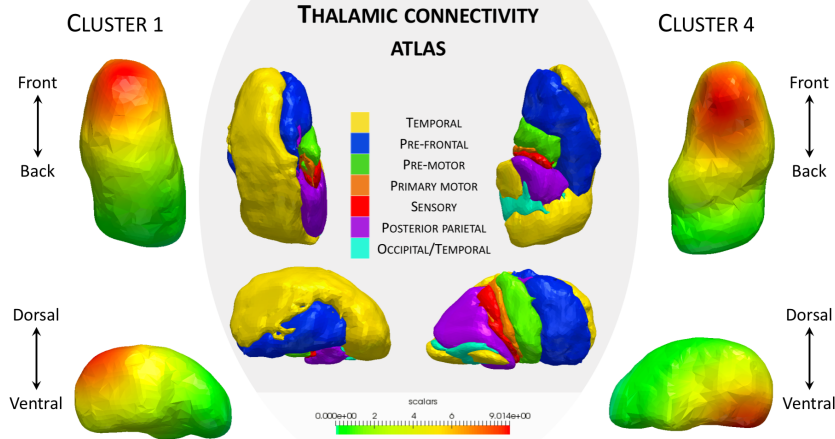 THALAMIC CONNECTIVITY
ATLAS
CLUSTER 1
Front
Back
Dorsal
Ventral
TEMPORAL
PRE-FRONTAL
PRE-MOTOR
PRIMARY MOTOR
SENSORY
POSTERIOR PARIETAL
OCCIPITAL/TEMPORAL
CLUSTER 4
Front
Back
Dorsal
Ventral
scalars
0.000e+00 2 4 6 9.014e+00